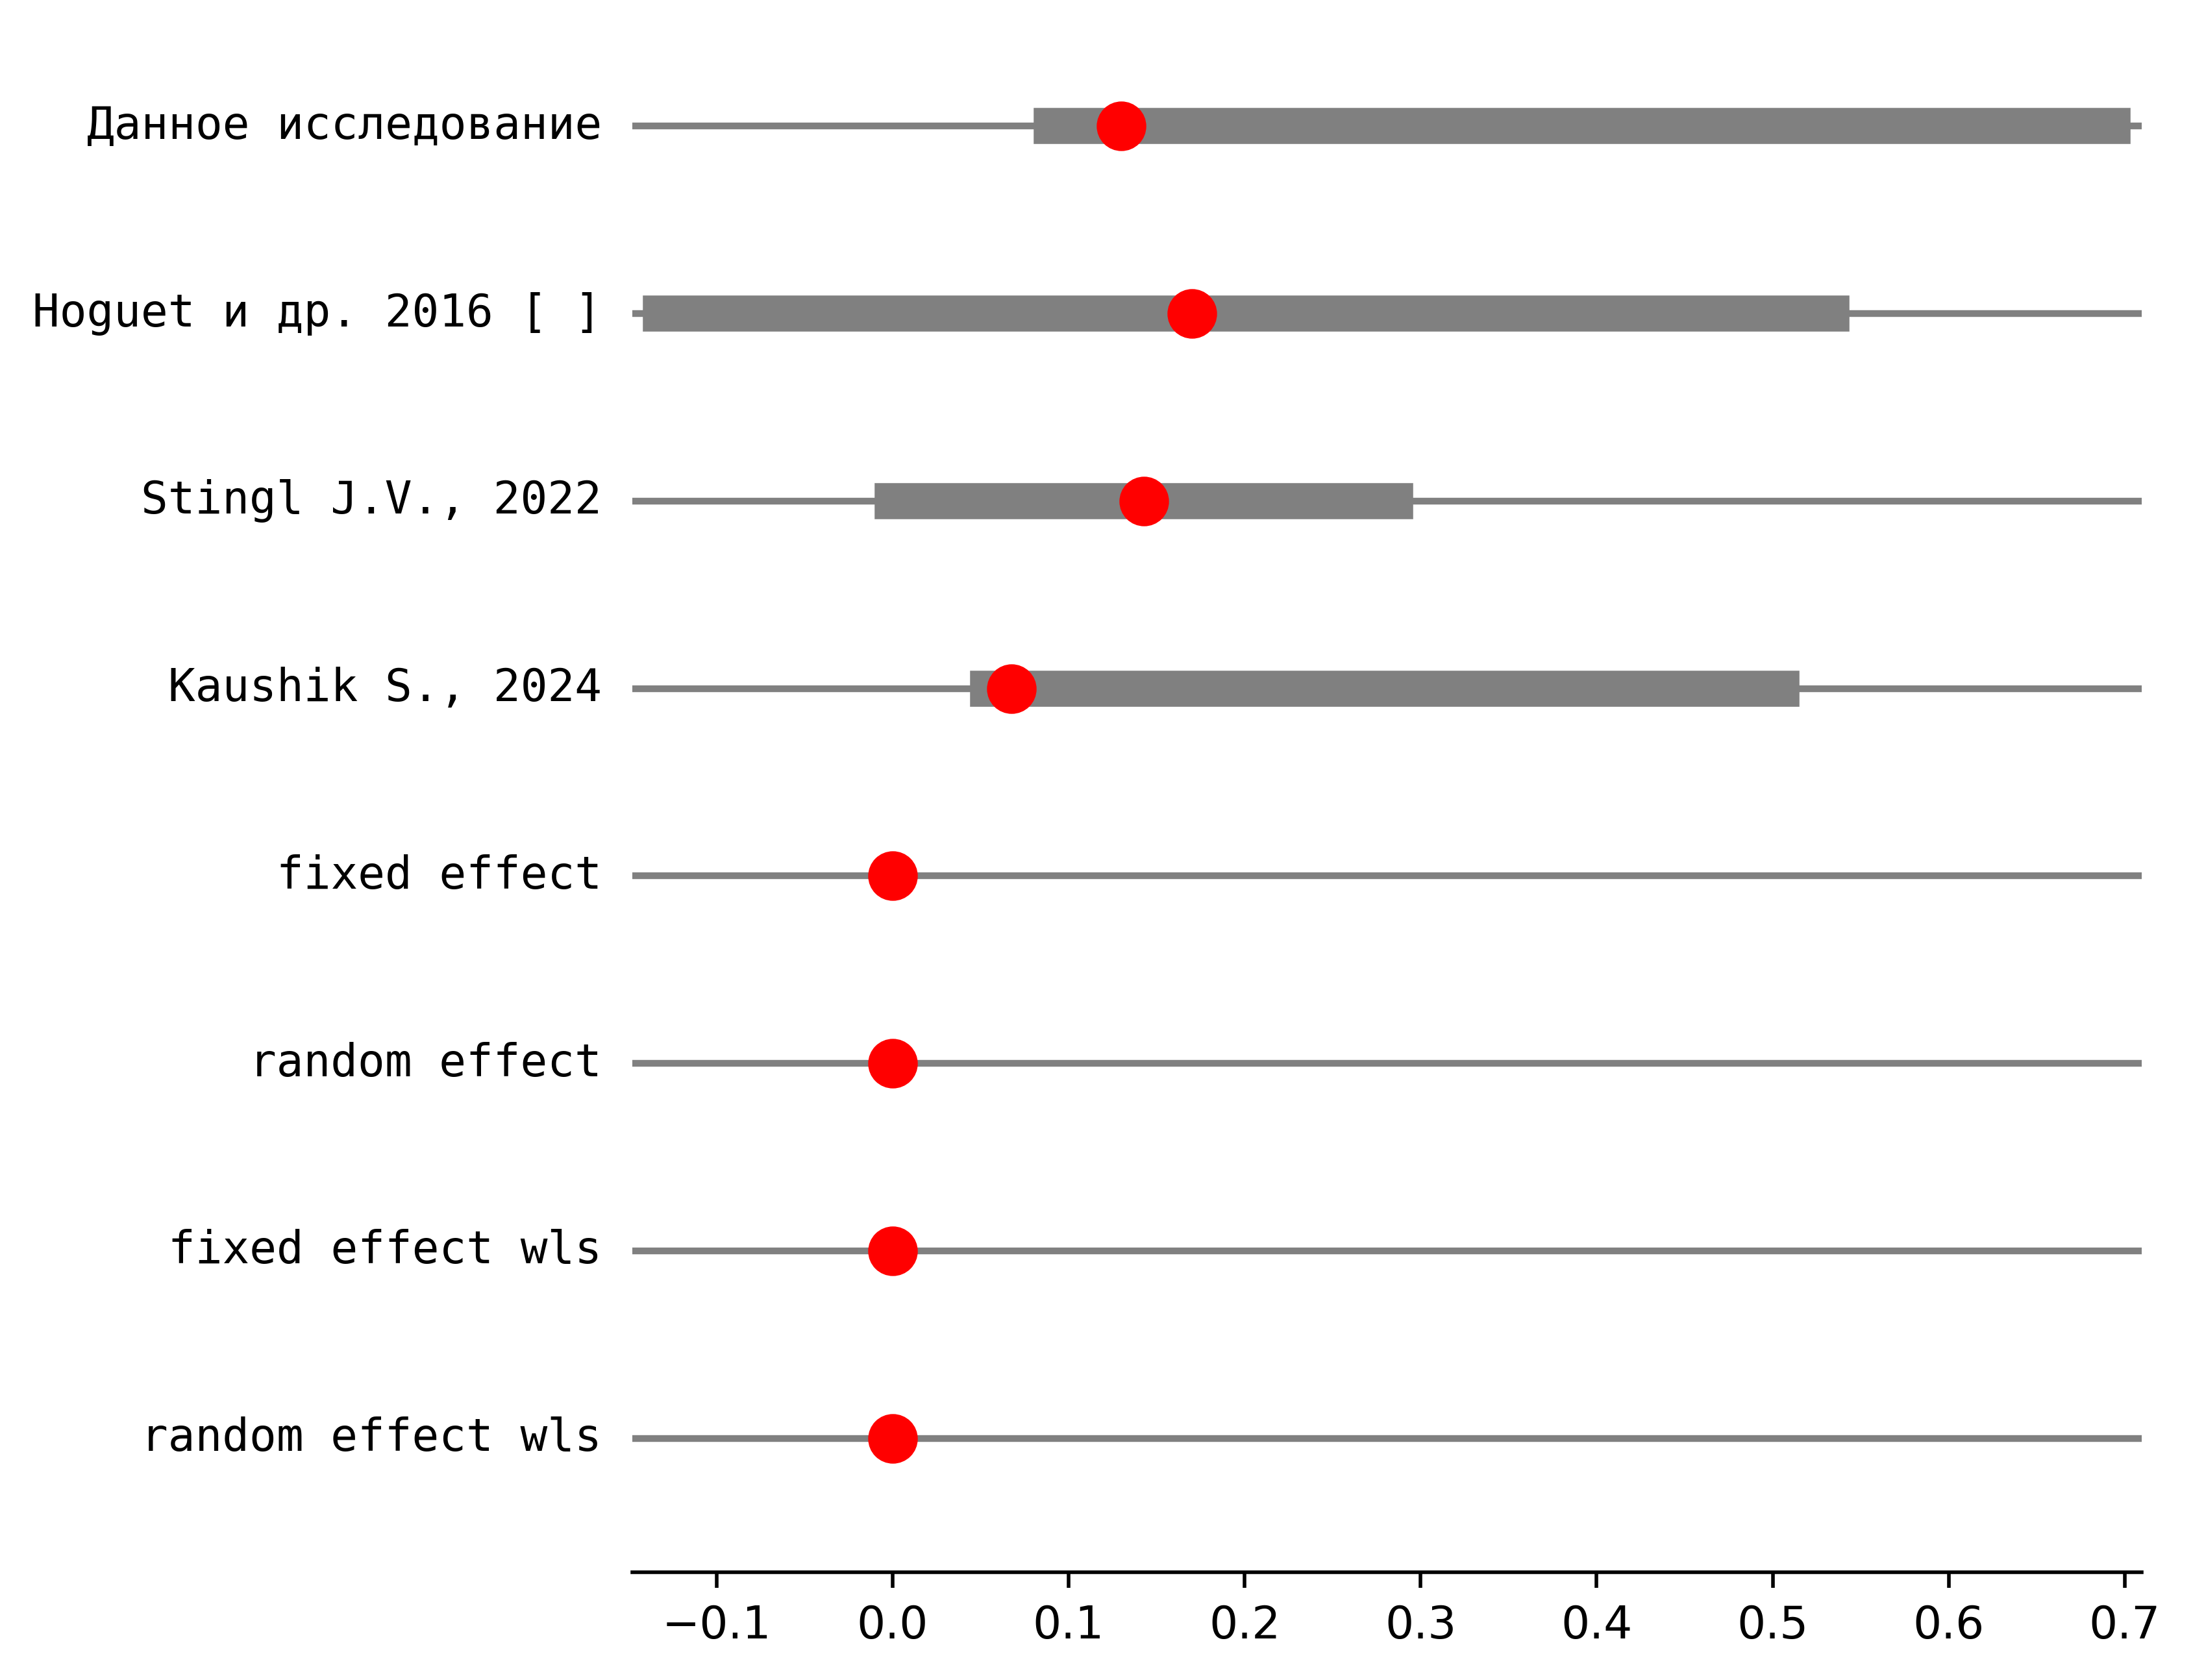 Данное исследование
Hoguet и др. 2016 [ ]
Stingl J.V., 2022
Kaushik S., 2024
fixed effect
random effect
fixed effect wls
random effect wls
−0.1 0.0 0.1 0.2 0.3 0.4 0.5 0.6 0.7